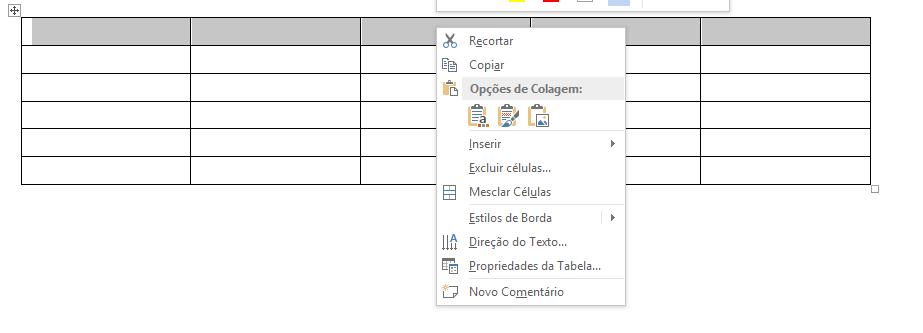 Recortar
Copiar
Opções de Colagem:
Inserir
Excluir células...
Mesclar Células
Estilos de Borda
Direção do Texto...
Propriedades da Tabela...
Novo Comentário